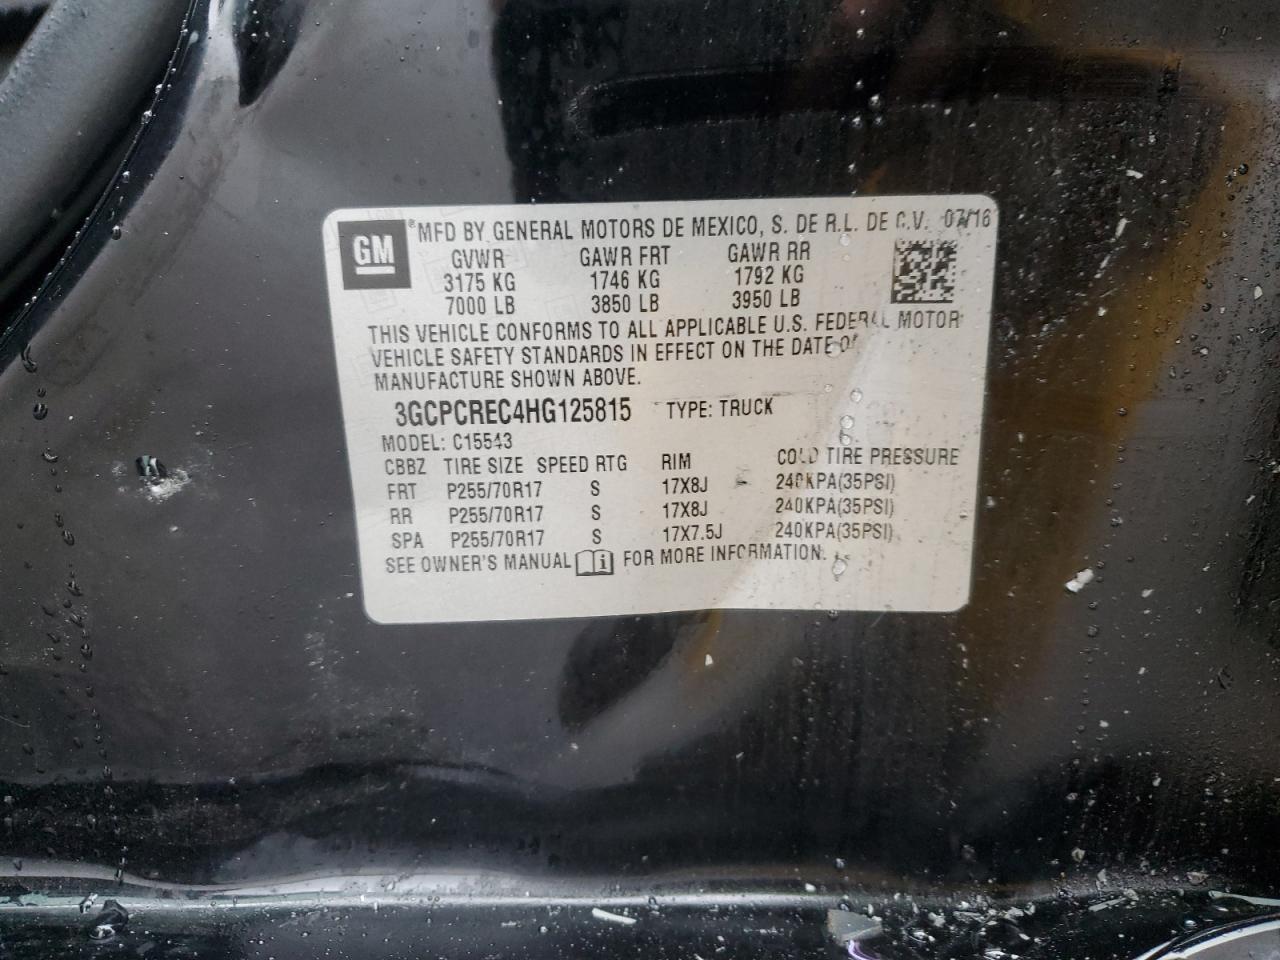 GM ® MFD BY GENERAL MOTORS DE MEXICO, S. DE R.L. DE C.V. 07/16
GVWR GAWR FRT GAWR RR
3175 KG 1746 KG 1792 KG
7000 LB 3850 LB 3950 LB
THIS VEHICLE CONFORMS TO ALL APPLICABLE U.S. FEDERAL MOTOR
VEHICLE SAFETY STANDARDS IN EFFECT ON THE DATE OF
MANUFACTURE SHOWN ABOVE.
3GCPCREC4HG125815 TYPE: TRUCK
MODEL: C15543
CBBZ TIRE SIZE SPEED RTG RIM COLD TIRE PRESSURE
FRT P255/70R17 S 17X8J 240KPA(35PSI)
RR P255/70R17 S 17X8J 240KPA(35PSI)
SPA P255/70R17 S 17X7.5J 240KPA(35PSI)
SEE OWNER'S MANUAL FOR MORE INFORMATION.